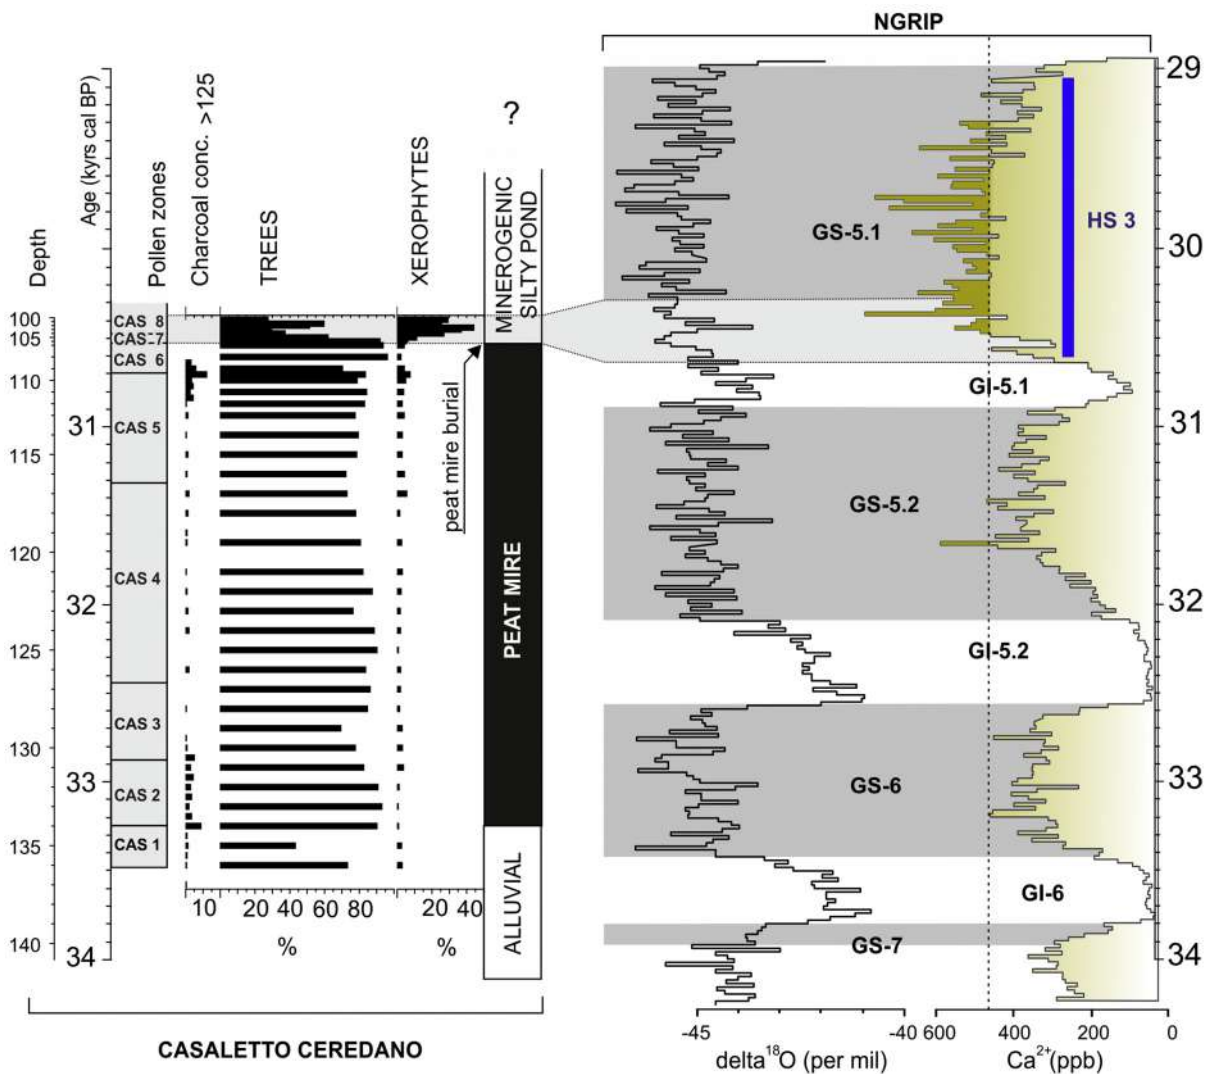 NGRIP
Depth
Age (kyrs cal BP)
Pollen zones
Charcoal conc. >125
TREES
XEROPHYTES
?
MINEROGENIC
SILTY POND
29
30
31
32
33
34
HS 3
GS-5.1
GI-5.1
GS-5.2
GI-5.2
GS-6
GI-6
GS-7
100
105
110
115
120
125
130
135
140
CAS 8
CAS-7
CAS 6
CAS 5
CAS 4
CAS 3
CAS 2
CAS 1
31
32
33
34
peat mire burial
PEAT MIRE
ALLUVIAL
10
20 40 60 80
20 40
%
%
-45
-40
600
400
200
0
delta18O (per mil)
Ca2+(ppb)
CASALETTO CEREDANO